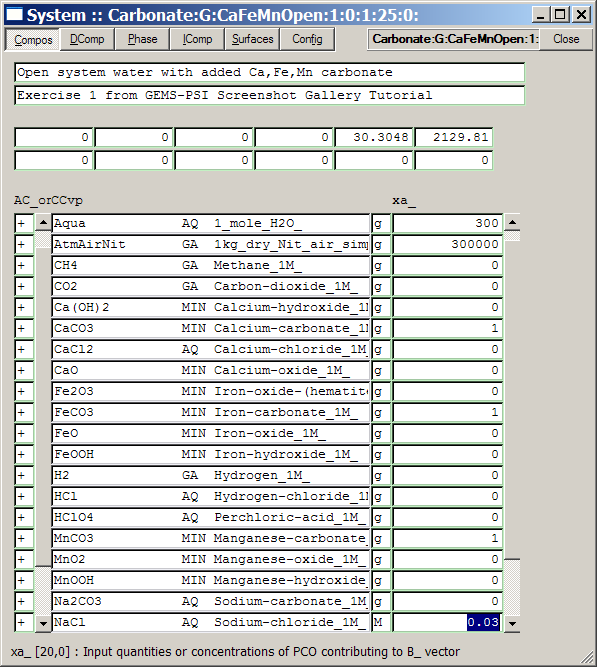 System :: Carbonate:G:CaFeMnOpen:1:0:1:25:0:
Compos DComp Phase IComp Surfaces Config Carbonate:G:CaFeMnOpen:1: Close
Open system water with added Ca,Fe,Mn carbonate
Exercise 1 from GEMS-PSI Screenshot Gallery Tutorial
0 0 0 0 30.3048 2129.81
0 0 0 0 0 0
AC_orCCvp xa_
+ Aqua AQ 1_mole_H2O_ g 300
+ AtmAirNit GA 1kg_dry_Nit_air_simp g 300000
+ CH4 GA Methane_1M_ g 0
+ CO2 GA Carbon-dioxide_1M_ g 0
+ Ca(OH)2 MIN Calcium-hydroxide_1M g 0
+ CaCO3 MIN Calcium-carbonate_1M g 1
+ CaCl2 AQ Calcium-chloride_1M_ g 0
+ CaO MIN Calcium-oxide_1M_ g 0
+ Fe2O3 MIN Iron-oxide-(hematite g 0
+ FeCO3 MIN Iron-carbonate_1M_ g 1
+ FeO MIN Iron-oxide_1M_ g 0
+ FeOOH MIN Iron-hydroxide_1M_ g 0
+ H2 GA Hydrogen_1M_ g 0
+ HCl AQ Hydrogen-chloride_1M g 0
+ HClO4 AQ Perchloric-acid_1M_ g 0
+ MnCO3 MIN Manganese-carbonate_ g 1
+ MnO2 MIN Manganese-oxide_1M_ g 0
+ MnOOH MIN Manganese-hydroxide_ g 0
+ Na2CO3 AQ Sodium-carbonate_1M_ g 0
+ NaCl AQ Sodium-chloride_1M_ M 0.03
xa_ [20,0] : Input quantities or concentrations of PCO contributing to B_ vector